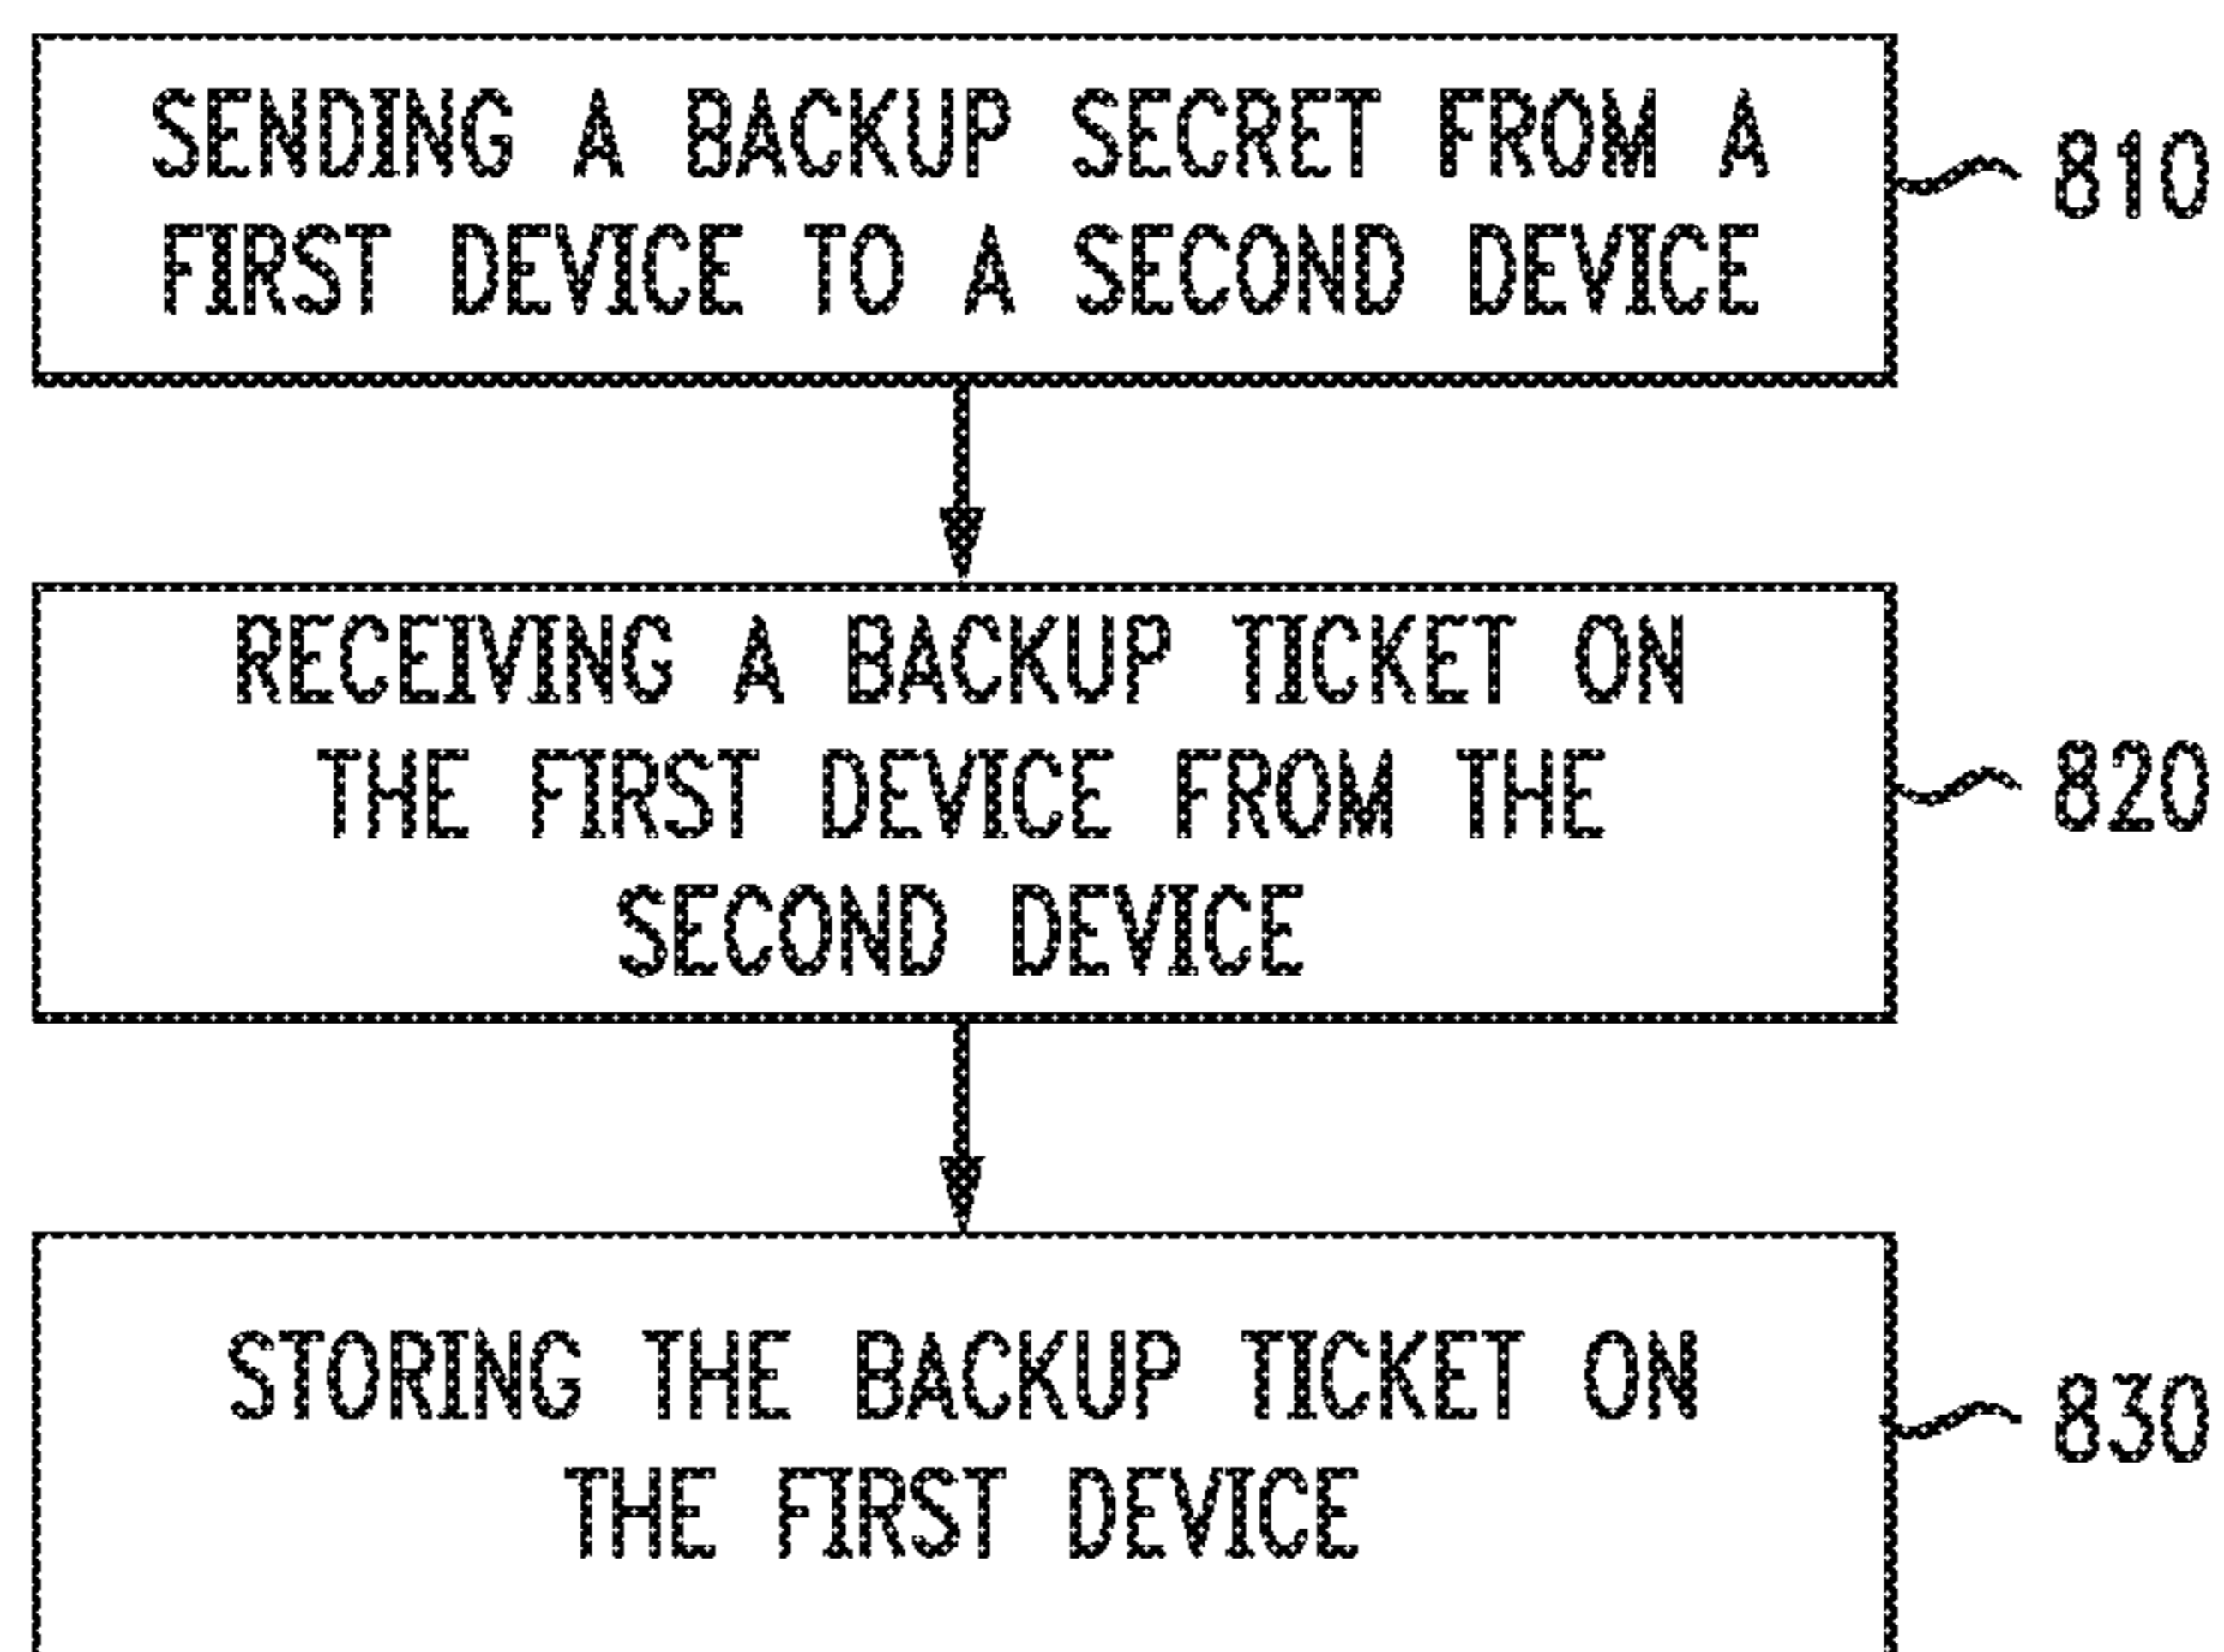 SENDING A BACKUP SECRET FROM A
FIRST DEVICE TO A SECOND DEVICE
810
RECEIVING A BACKUP TICKET ON
THE FIRST DEVICE FROM THE
SECOND DEVICE
820
STORING THE BACKUP TICKET ON
THE FIRST DEVICE
830